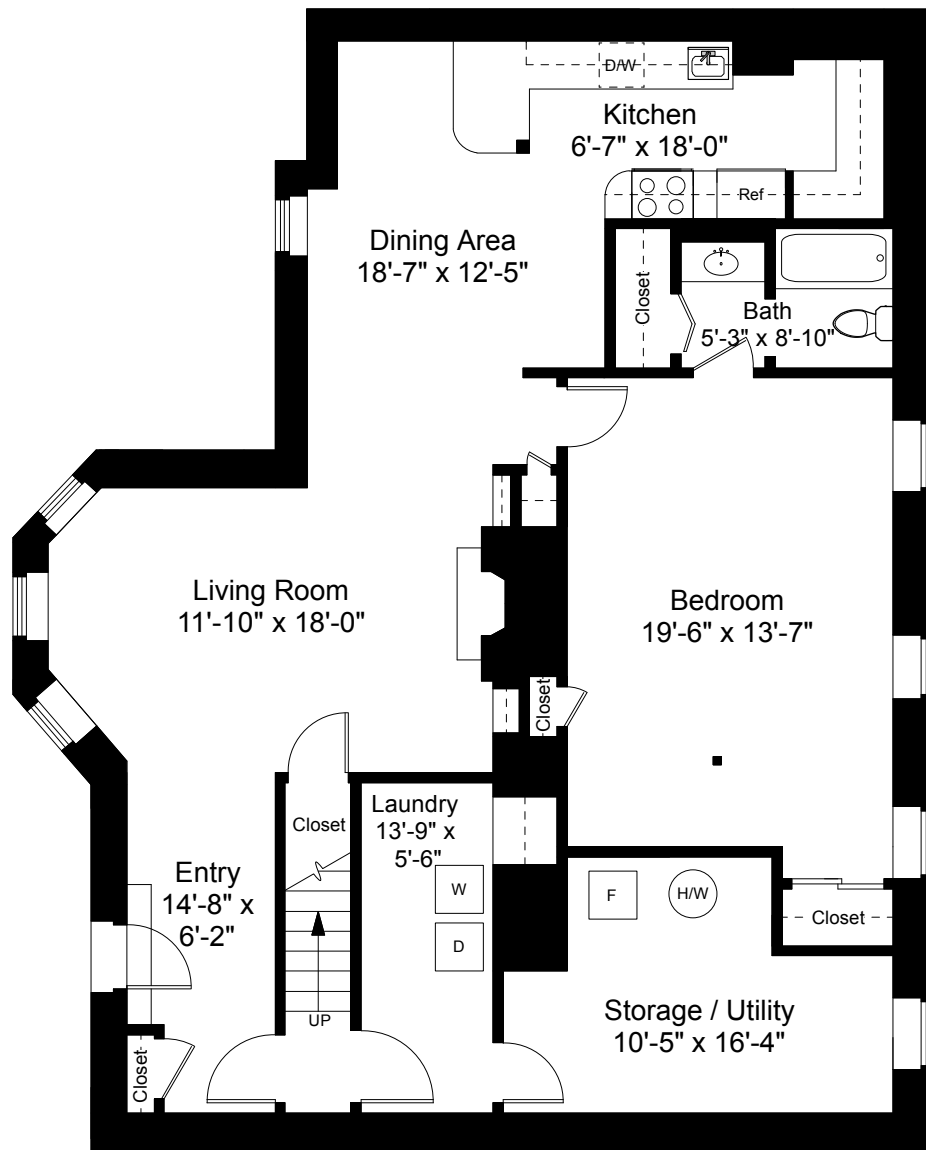 D/W
Kitchen
6'-7" x 18'-0"
Ref
Dining Area
18'-7" x 12'-5"
Closet
Bath
5'-3" x 8'-10"
Living Room
11'-10" x 18'-0"
Bedroom
19'-6" x 13'-7"
Closet
Laundry
13'-9" x
5'-6"
Closet
Entry
14'-8" x
6'-2"
W
F
H/W
Closet
D
UP
Storage / Utility
10'-5" x 16'-4"
Closet